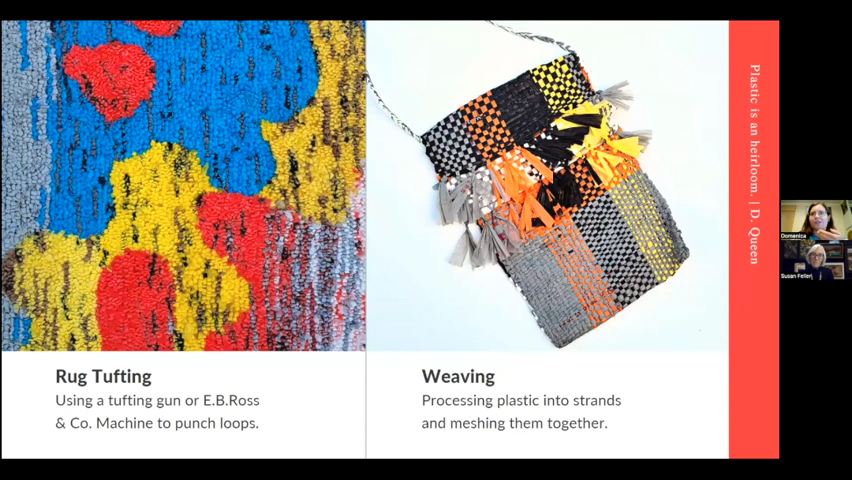 Rug Tufting
Using a tufting gun or E.B.Ross
& Co. Machine to punch loops.
Weaving
Processing plastic into strands
and meshing them together.
Plastic is an heirloom. | D. Queen
Domenica
Susan Feller